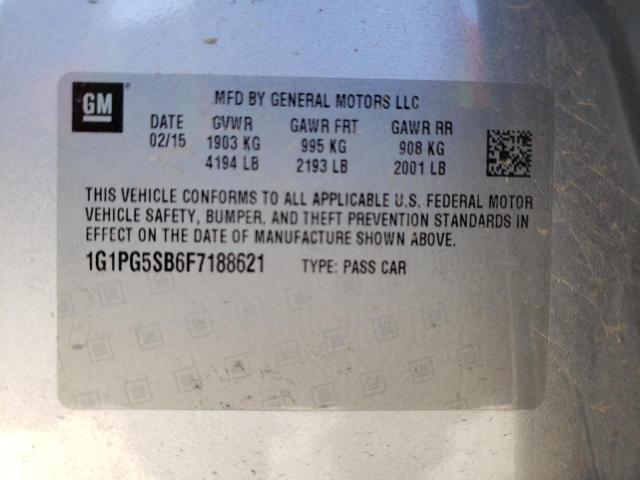 GM
MFD BY GENERAL MOTORS LLC
DATE GVWR GAWR FRT GAWR RR
02/15 1903 KG 995 KG 908 KG
4194 LB 2193 LB 2001 LB
THIS VEHICLE CONFORMS TO ALL APPLICABLE U.S. FEDERAL MOTOR
VEHICLE SAFETY, BUMPER, AND THEFT PREVENTION STANDARDS IN
EFFECT ON THE DATE OF MANUFACTURE SHOWN ABOVE.
1G1PG5SB6F7188621 TYPE: PASS CAR